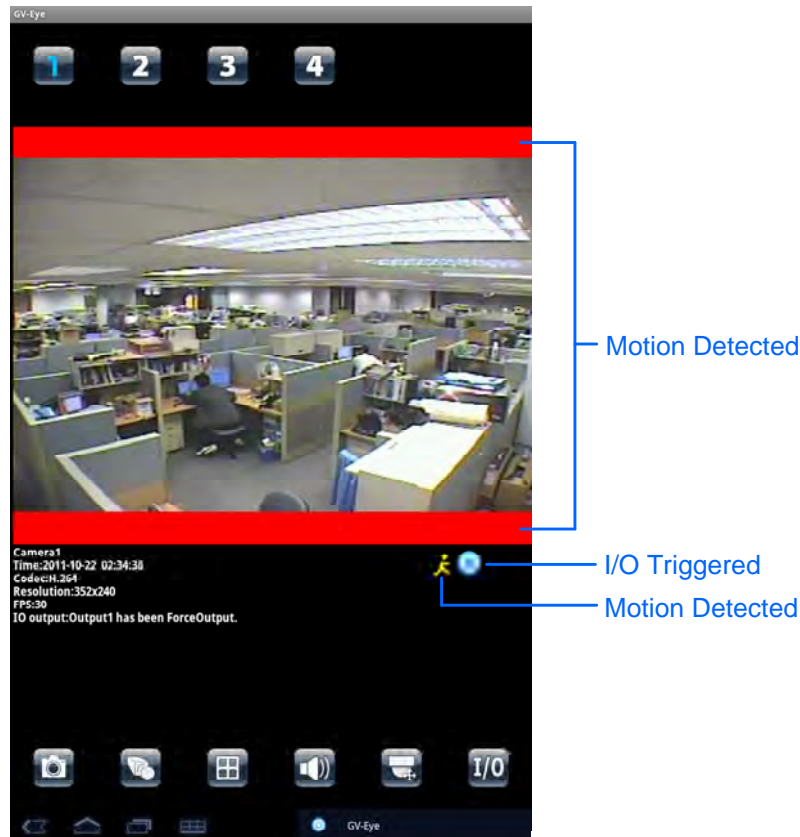 GV-Eye
1 2 3 4
Motion Detected
Camera1
Time:2011-10-22 02:34:38
Codec:H.264
Resolution:352x240
FPS:30
IO output:Output1 has been ForceOutput.
I/O Triggered
Motion Detected
I/O
GV-Eye